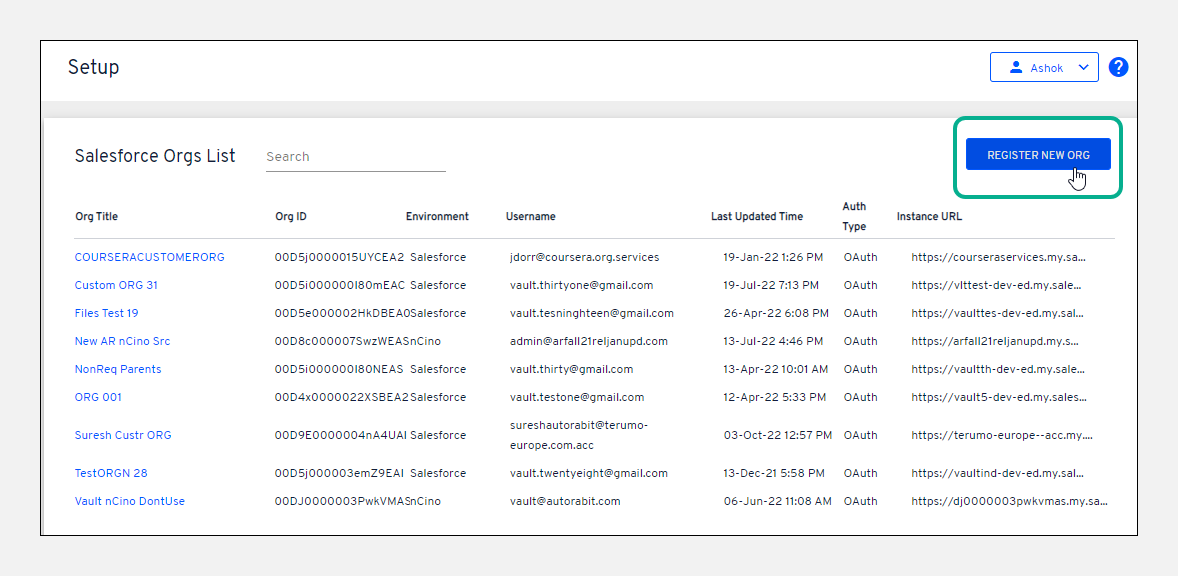 Setup
Ashok
?
Salesforce Orgs List
Search
REGISTER NEW ORG
Org Title Org ID Environment Username Last Updated Time Auth Type Instance URL
COURSERACUSTOMERORG 00D5j0000015UYCEA2 Salesforce jdorr@coursera.org.services 19-Jan-22 1:26 PM OAuth https://courseraservices.my.sa...
Custom ORG 31 00D5i000000I80mEAC Salesforce vault.thirtyone@gmail.com 19-Jul-22 7:13 PM OAuth https://vlttest-dev-ed.my.sale...
Files Test 19 00D5e000002HkDBEA0 Salesforce vault.tesninghteen@gmail.com 26-Apr-22 6:08 PM OAuth https://vaulttes-dev-ed.my.sal...
New AR nCino Src 00D8c000007SwzWEAS nCino admin@arfall21reljanupd.com 13-Jul-22 4:46 PM OAuth https://arfall21reljanupd.my.s...
NonReq Parents 00D5i000000I80NEAS Salesforce vault.thirty@gmail.com 13-Apr-22 10:01 AM OAuth https://vaultth-dev-ed.my.sale...
ORG 001 00D4x0000022XSBEA2 Salesforce vault.testone@gmail.com 12-Apr-22 5:33 PM OAuth https://vault5-dev-ed.my.sales...
Suresh Custr ORG 00D9E0000004nA4UAI Salesforce sureshautorabit@terumo-
europe.com.acc 03-Oct-22 12:57 PM OAuth https://terumo-europe--acc.my....
TestORGN 28 00D5j000003emZ9EAI Salesforce vault.twentyeight@gmail.com 13-Dec-21 5:58 PM OAuth https://vaultind-dev-ed.my.sal...
Vault nCino DontUse 00DJ0000003PwkVMAS nCino vault@autorabit.com 06-Jun-22 11:08 AM OAuth https://dj0000003pwkvmas.my.sa...